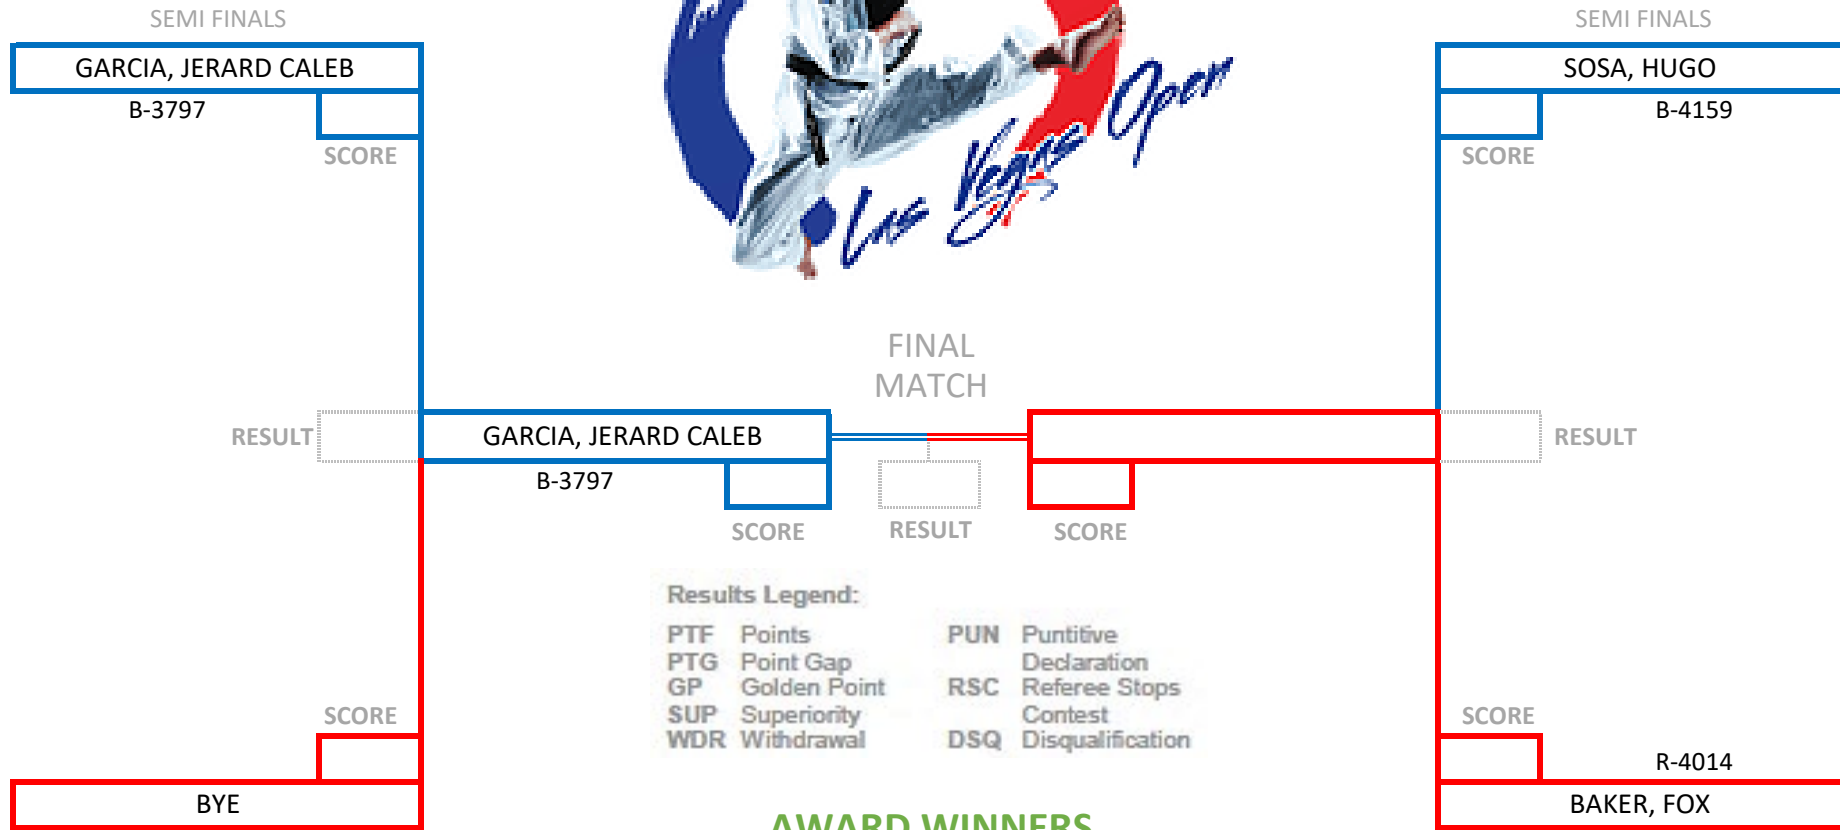 SEMI FINALS
SEMI FINALS
GARCIA, JERARD CALEB
SOSA, HUGO
B-3797
B-4159
SCORE
SCORE
Las Vegas Open
FINAL
MATCH
RESULT
GARCIA, JERARD CALEB
RESULT
B-3797
SCORE
RESULT
SCORE
Results Legend:
PTF Points
PTG Point Gap
GP Golden Point
SUP Superiority
WDR Withdrawal
PUN Puntitive
Declaration
RSC Referee Stops
Contest
DSQ Disqualification
SCORE
SCORE
R-4014
BYE
BAKER, FOX
AWARD WINNERS